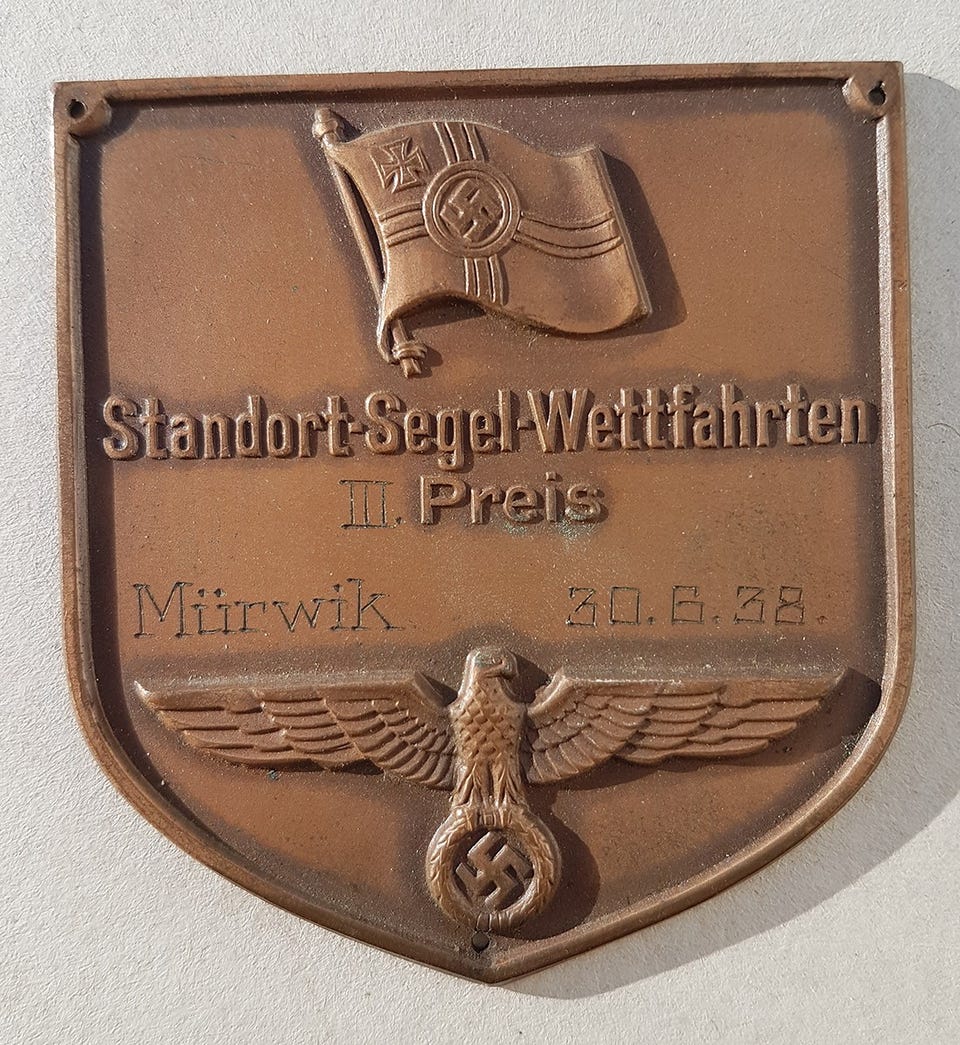 Standort-Segel-Wettfahrten
III. Preis
Mürwik 30.6.38.